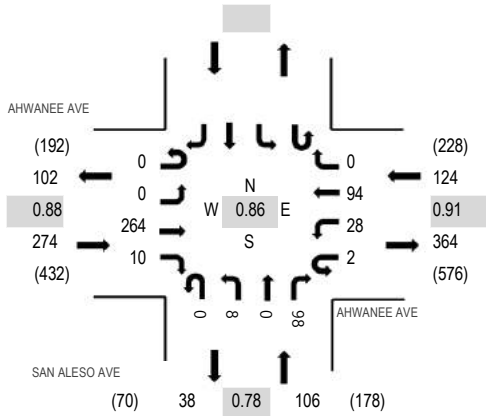 AHWANEE AVE
(192) (228)
102 0 0 124
0 N 94
0.88 W 0.86 E 0.91
264 28
274 S 364
10 2
(432) (576)
0 8 0 98
AHWANEE AVE
SAN ALESO AVE
(70) 38 0.78 106 (178)